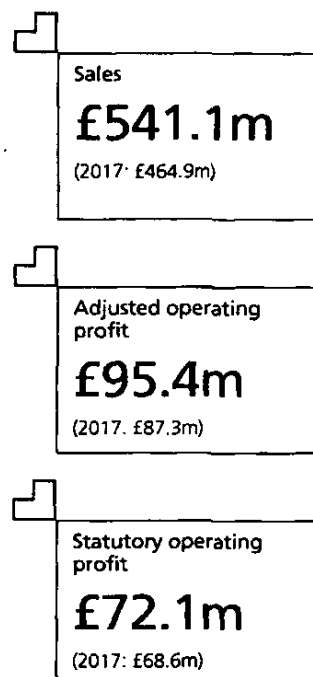 Sales
£541.1m
(2017· £464.9m)
Adjusted operating
profit
£95.4m
(2017. £87.3m)
Statutory operating
profit
£72.1m
(2017: £68.6m)